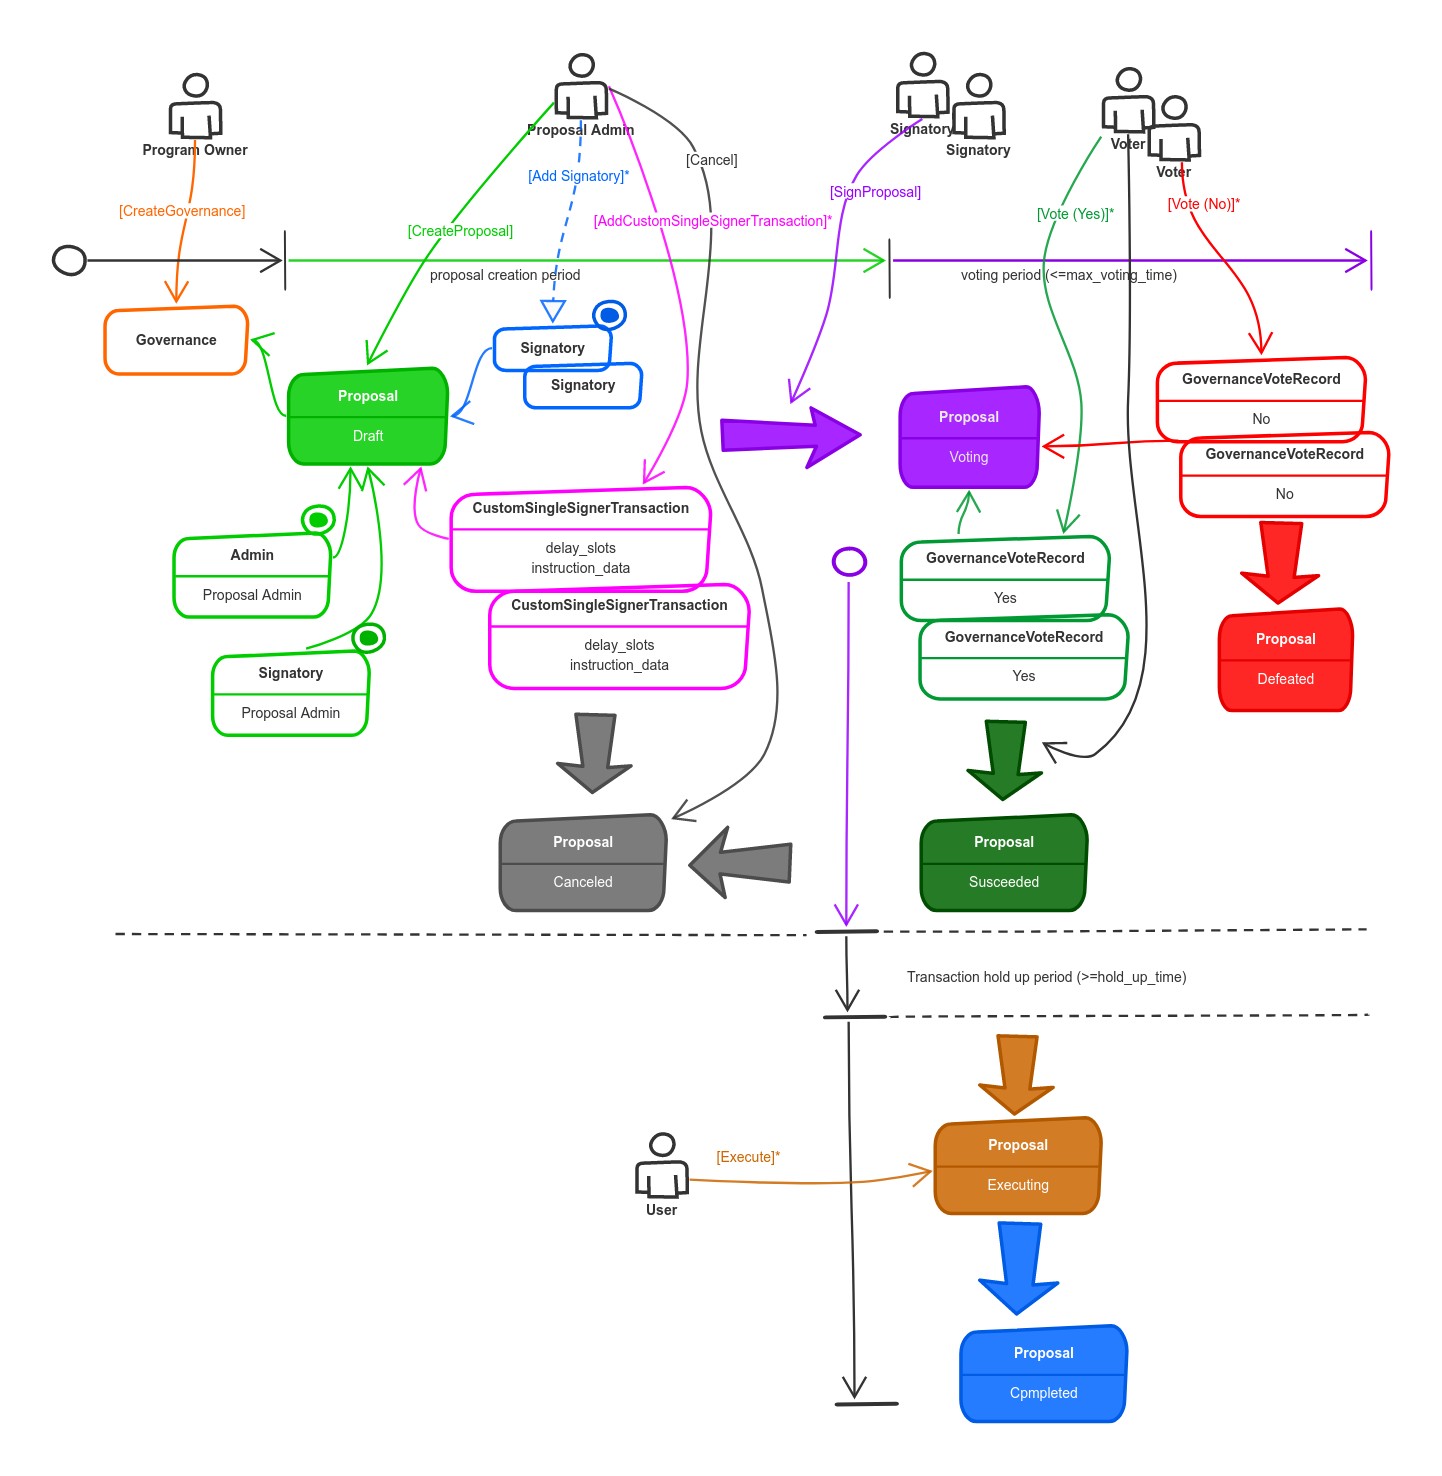 Program Owner
Proposal Admin
Signatory
Signatory
Voter
Voter
[CreateGovernance]
[CreateProposal]
[Add Signatory]*
[AddCustomSingleSignerTransaction]*
[Cancel]
[SignProposal]
[Vote (Yes)]*
[Vote (No)]*
proposal creation period
voting period (<=max_voting_time)
Governance
Proposal
Draft
Signatory
Signatory
Admin
Proposal Admin
Signatory
Proposal Admin
CustomSingleSignerTransaction
delay_slots
instruction_data
CustomSingleSignerTransaction
delay_slots
instruction_data
Proposal
Voting
GovernanceVoteRecord
No
GovernanceVoteRecord
No
GovernanceVoteRecord
Yes
GovernanceVoteRecord
Yes
Proposal
Defeated
Proposal
Canceled
Proposal
Susceeded
Transaction hold up period (>=hold_up_time)
User
[Execute]*
Proposal
Executing
Proposal
Cpmpleted